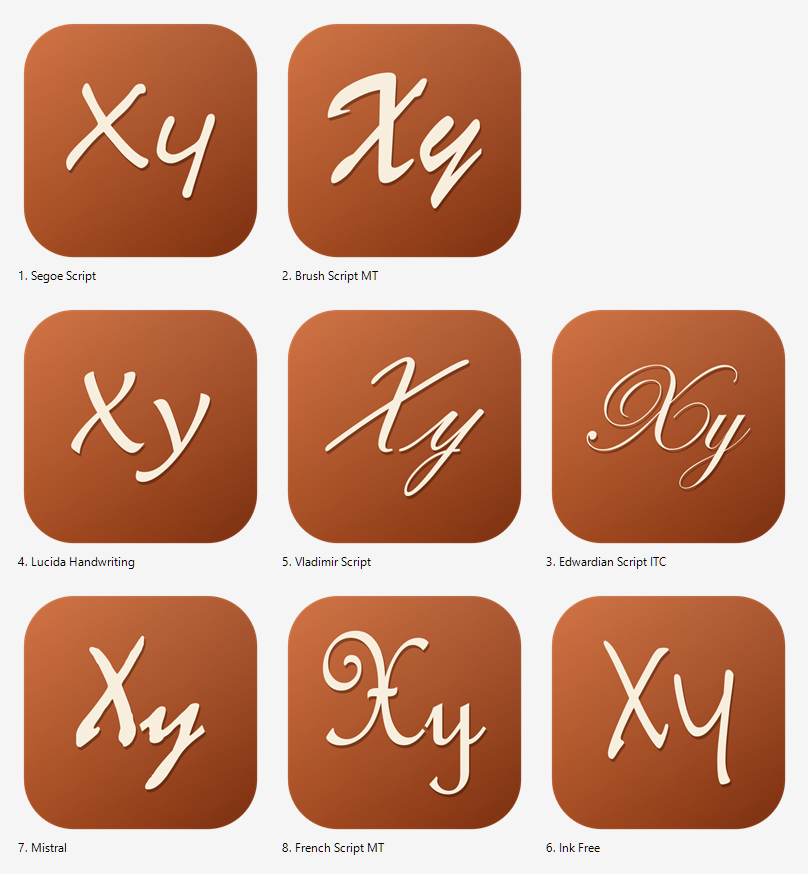 Xy Xy
1. Segoe Script 2. Brush Script MT
Xy Xy Xy
4. Lucida Handwriting 5. Vladimir Script 3. Edwardian Script ITC
Xy Xy Xy
7. Mistral 8. French Script MT 6. Ink Free